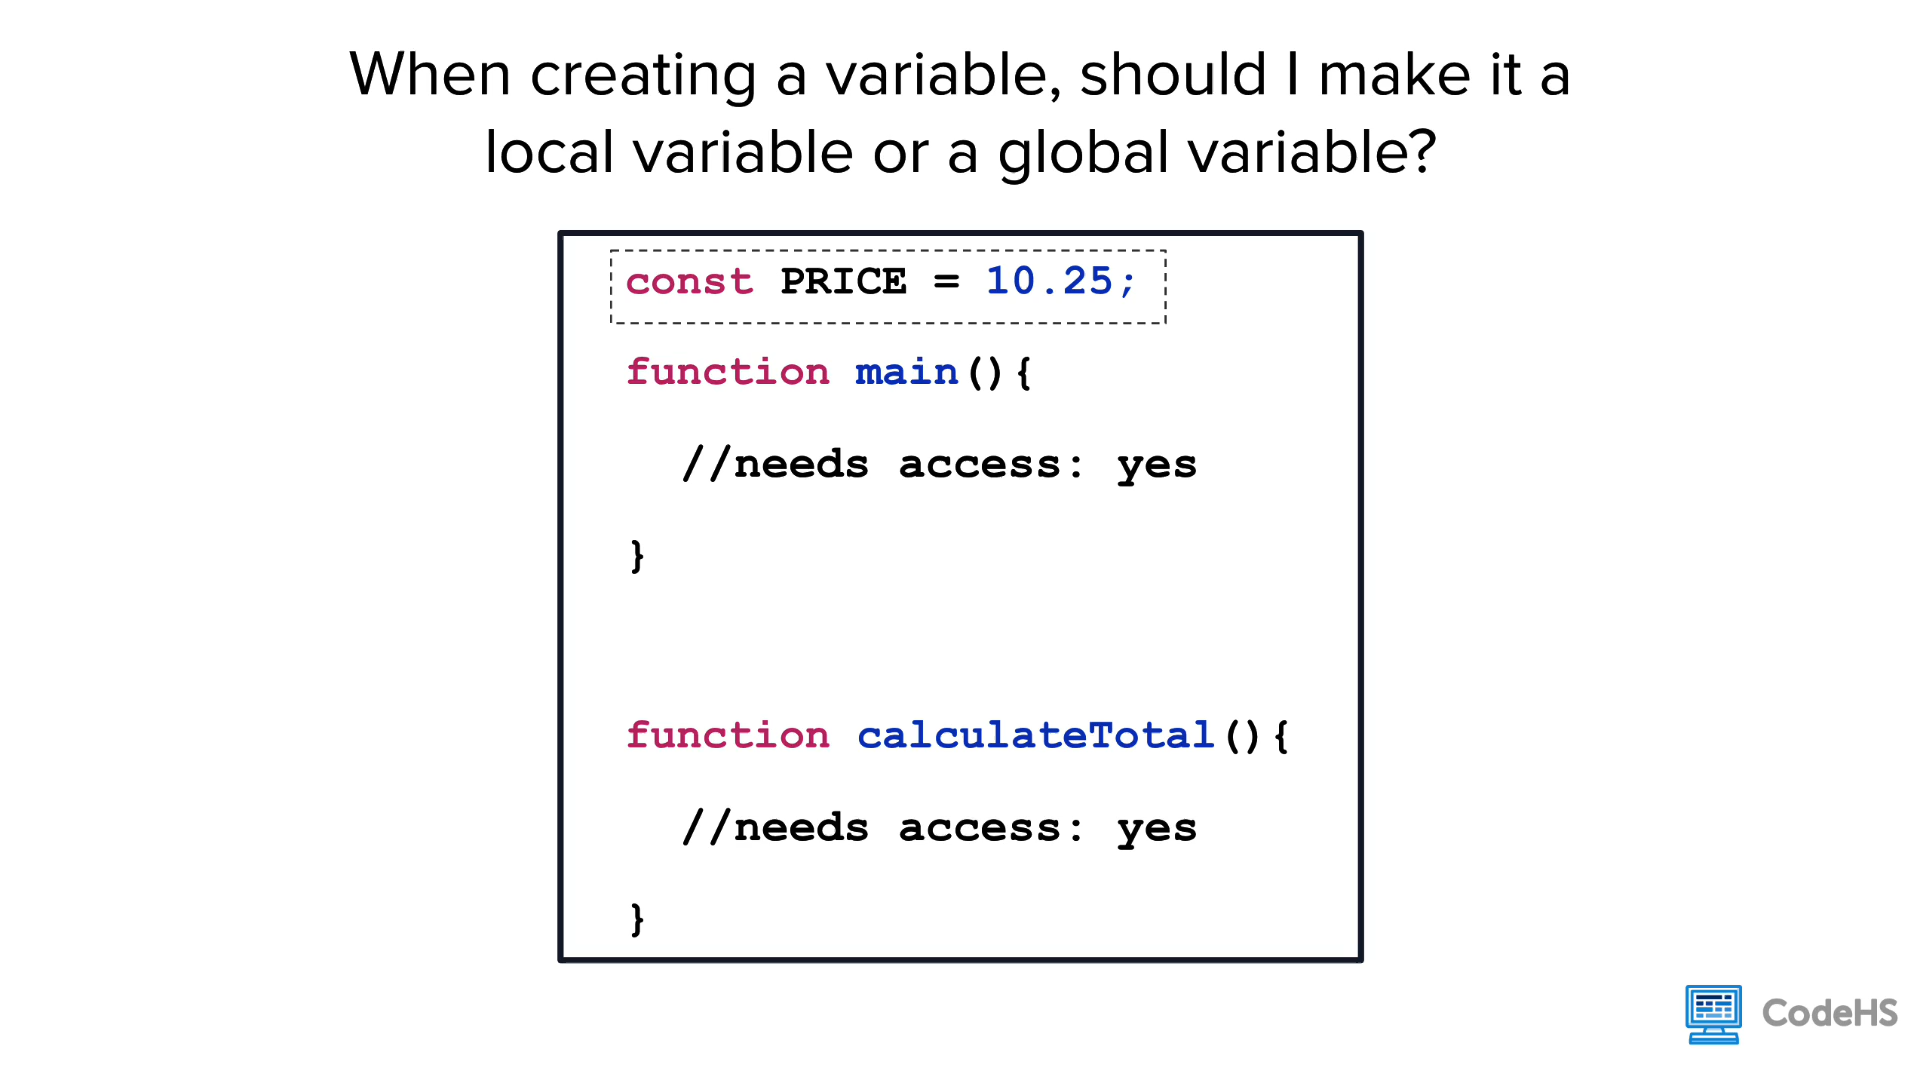 When creating a variable, should I make it a
local variable or a global variable?
const PRICE = 10.25;
function main(){
//needs access: yes
}
function calculateTotal(){
//needs access: yes
}
CodeHS